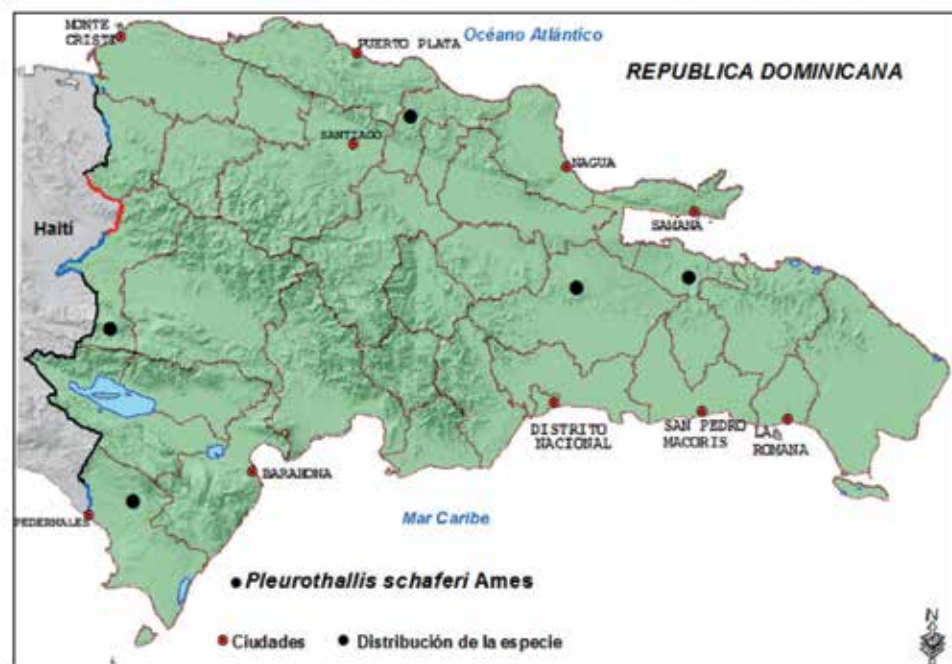 MONTE
CRISTI
PUERTO PLATA
Océano Atlántico
REPUBLICA DOMINICANA
SANTIAGO
NAGUA
Haití
SAMANA
DISTRITO
NACIONAL
SAN PEDRO
MACORIS
LA
ROMANA
BARAHONA
PEDERNALES
Mar Caribe
Pleurothallis schaferi Ames
Ciudades
Distribución de la especie
N